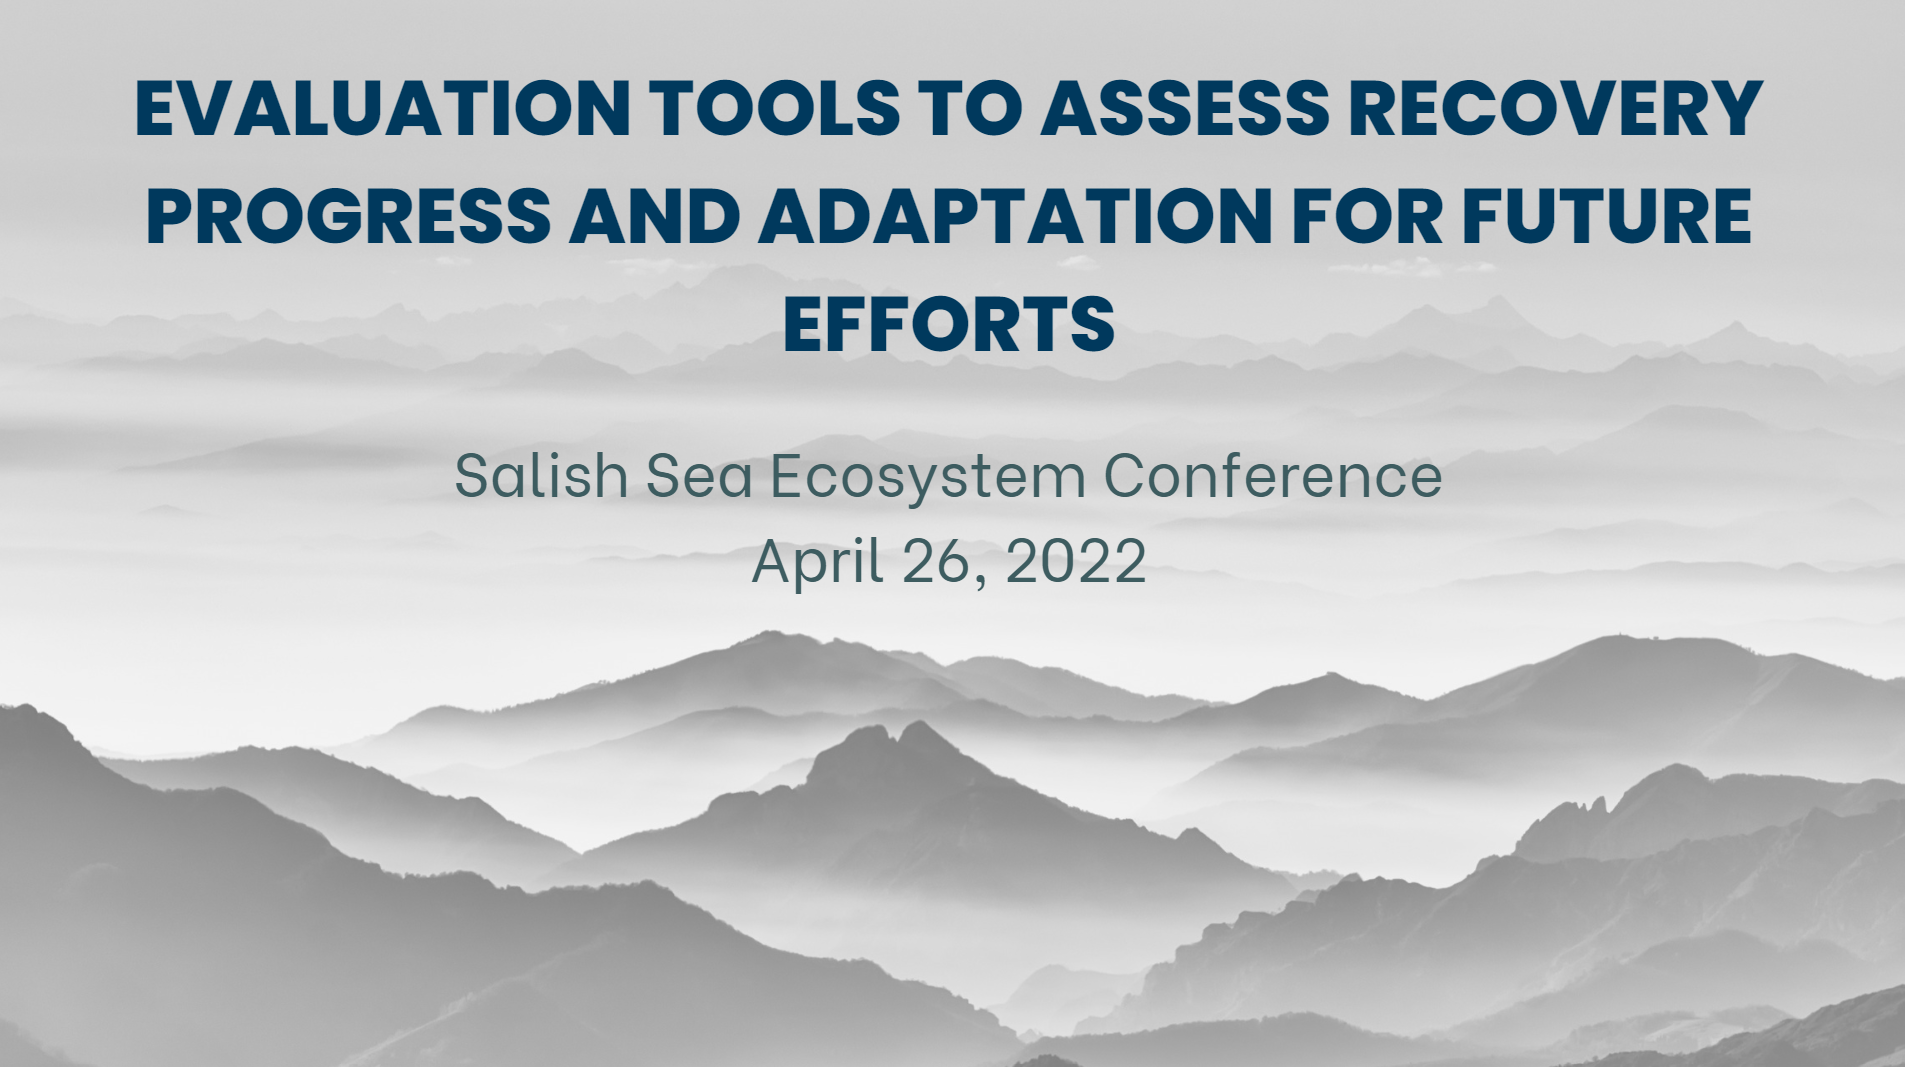 EVALUATION TOOLS TO ASSESS RECOVERY
PROGRESS AND ADAPTATION FOR FUTURE
EFFORTS
Salish Sea Ecosystem Conference
April 26, 2022